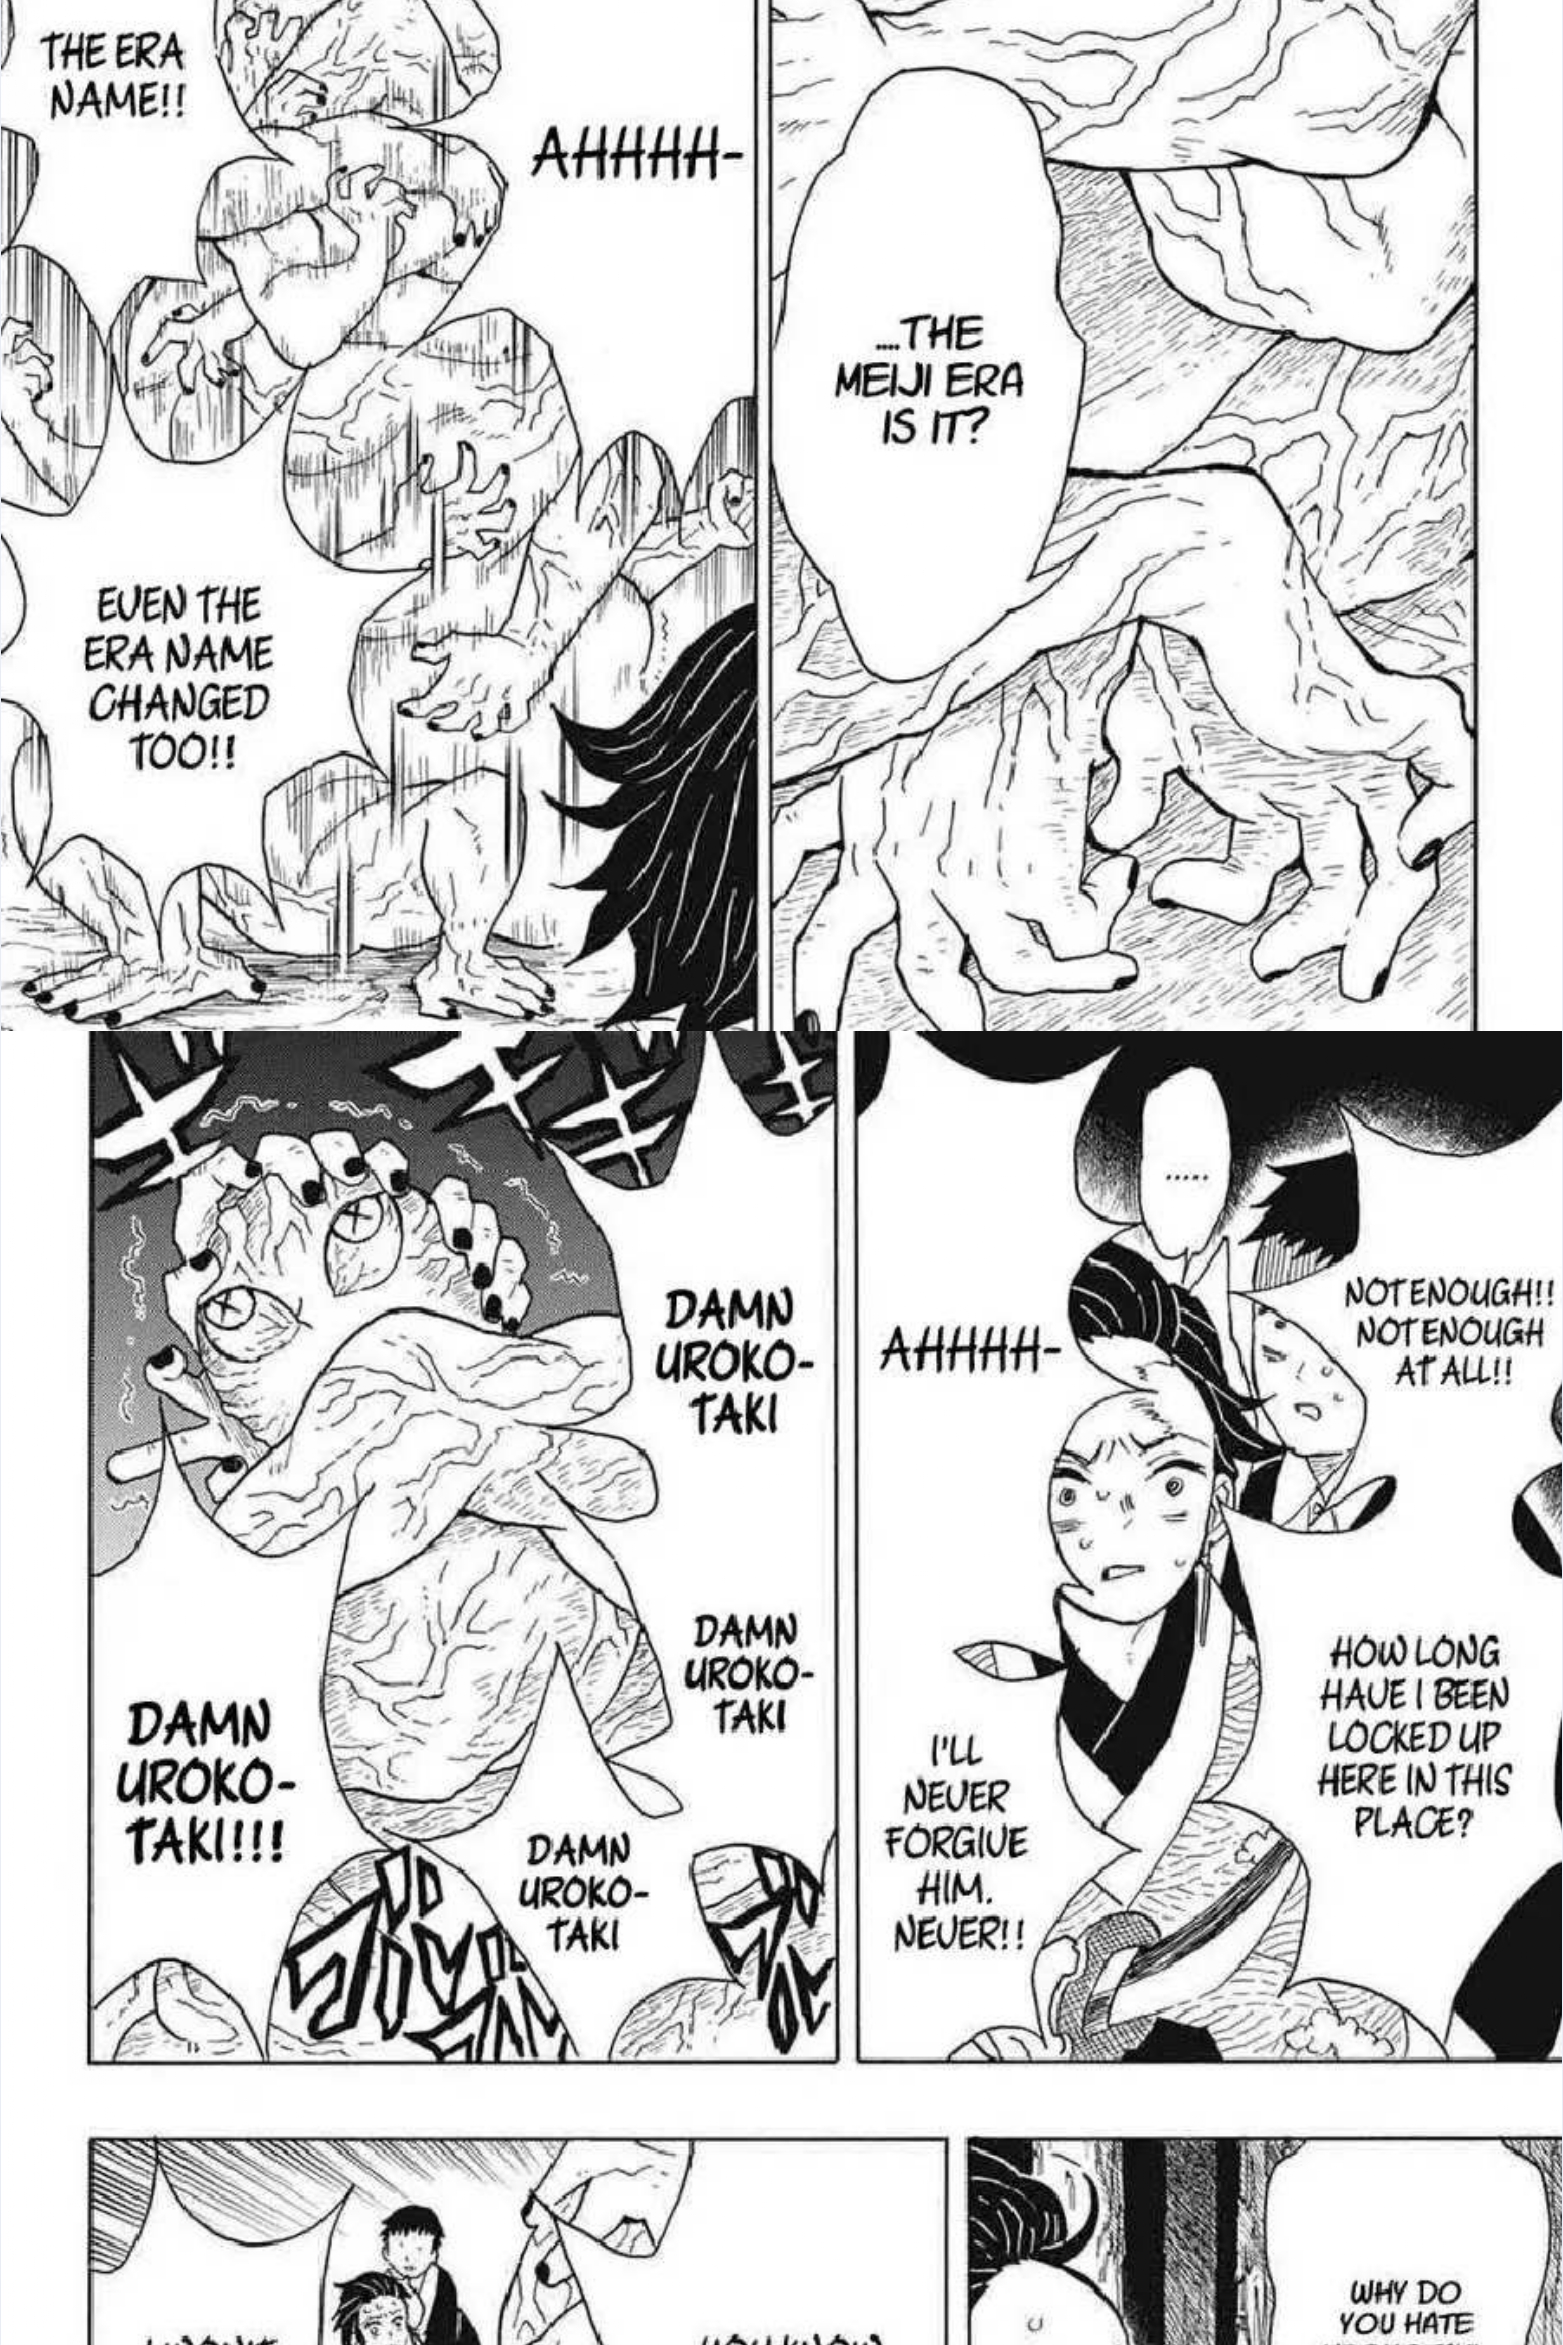 ....THE
MEIJI ERA
IS IT?
AHHHH-
THE ERA
NAME!!
EVEN THE
ERA NAME
CHANGED
TOO!!
.....
NOT ENOUGH!!
NOT ENOUGH
AT ALL!!
AHHHH-
HOW LONG
HAVE I BEEN
LOCKED UP
HERE IN THIS
PLACE?
I'LL
NEVER
FORGIVE
HIM.
NEVER!!
DAMN
UROKO-
TAKI
DAMN
UROKO-
TAKI
DAMN
UROKO-
TAKI
DAMN
UROKO-
TAKI!!!
WHY DO
YOU HATE